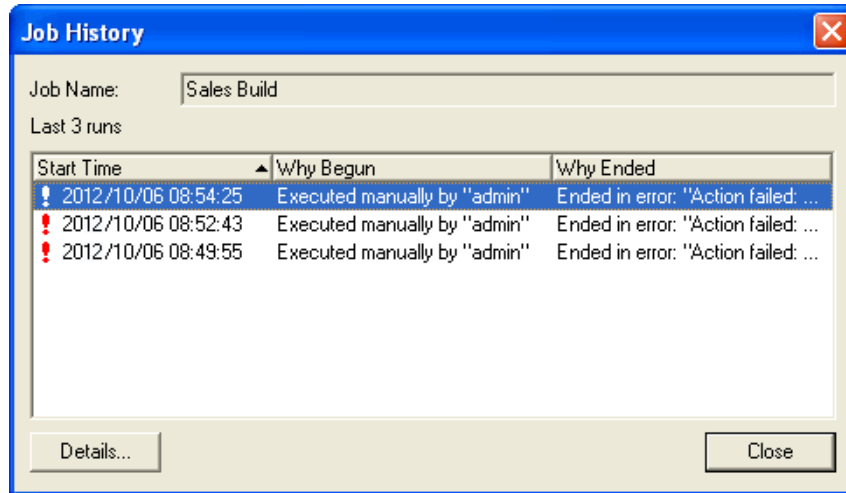 Job History
Job Name: Sales Build
Last 3 runs
Start Time Why Begun Why Ended
2012/10/06 08:54:25 Executed manually by "admin" Ended in error: "Action failed: ...
2012/10/06 08:52:43 Executed manually by "admin" Ended in error: "Action failed: ...
2012/10/06 08:49:55 Executed manually by "admin" Ended in error: "Action failed: ...
Details... Close